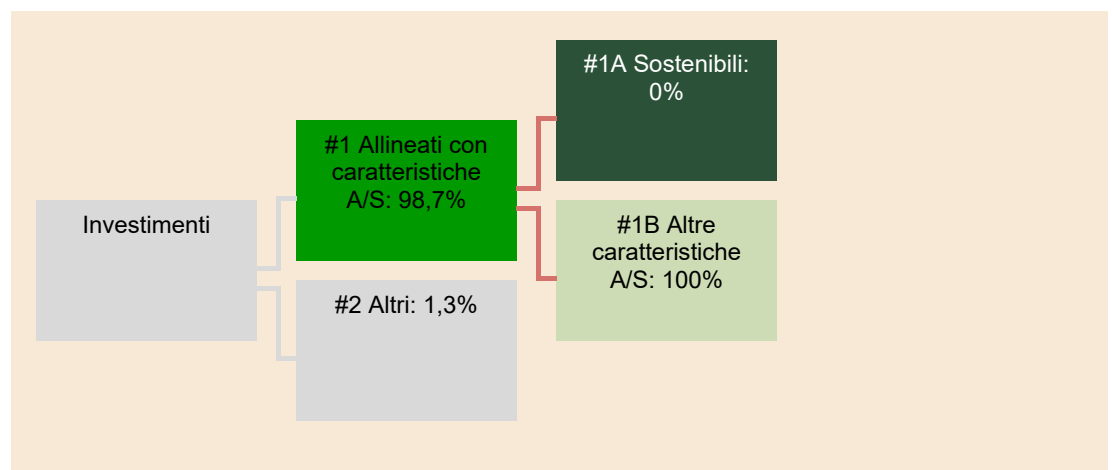 Investimenti
#1 Allineati con
caratteristiche
A/S: 98,7%
#2 Altri: 1,3%
#1A Sostenibili:
0%
#1B Altre
caratteristiche
A/S: 100%